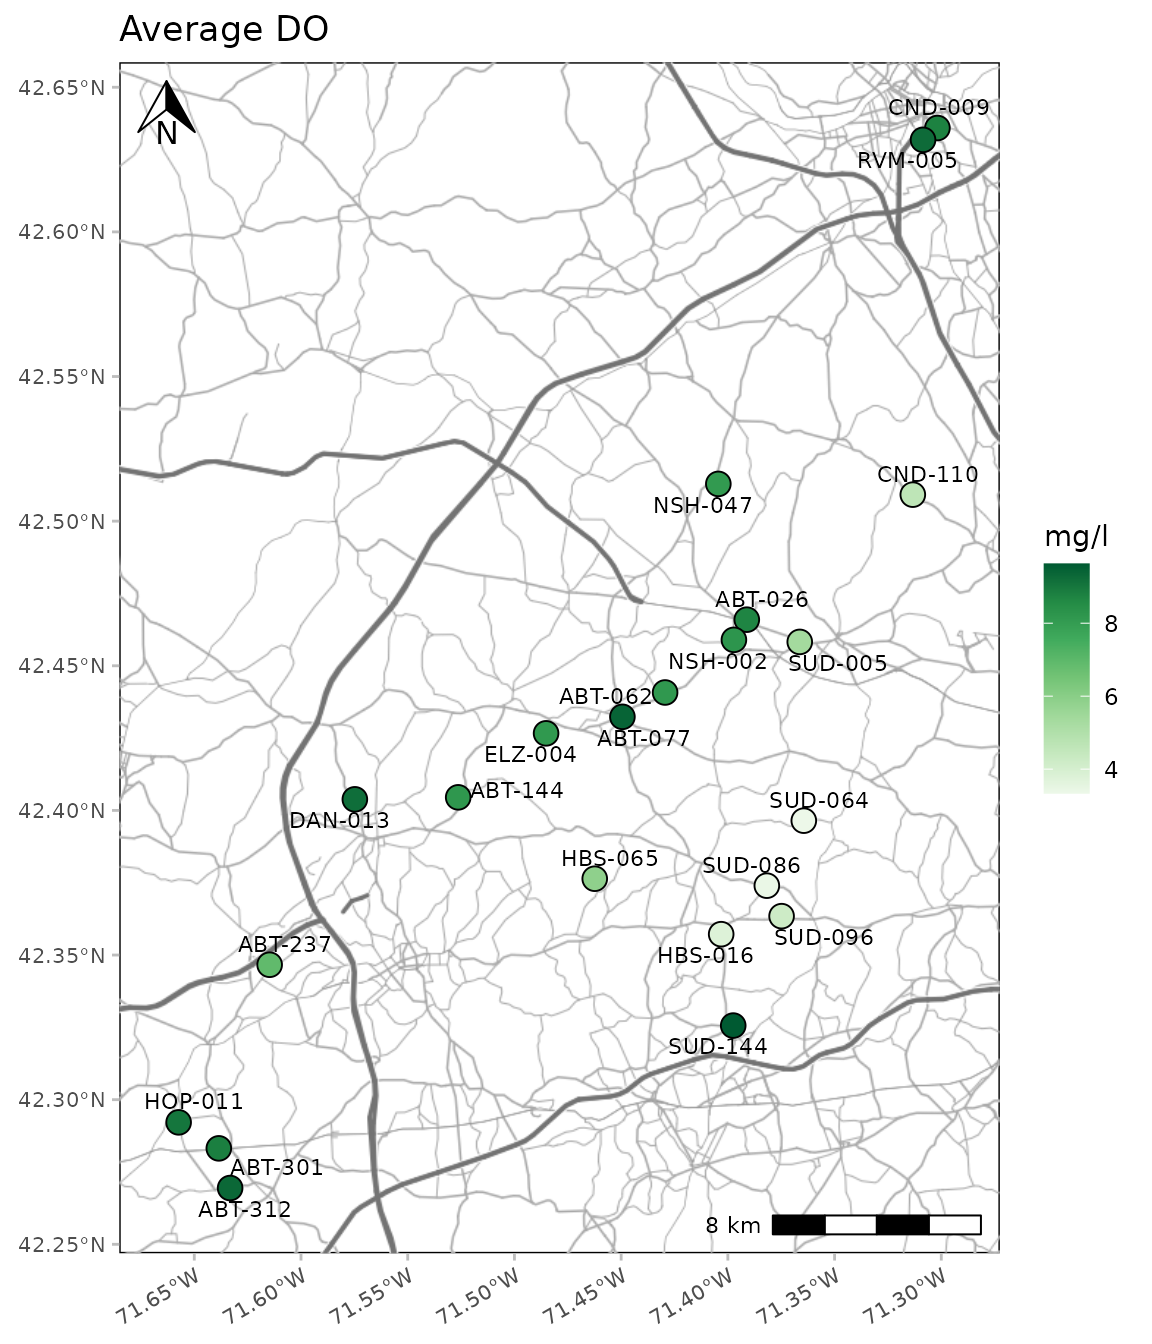 Average DO
42.65°N
N
CND-009
RVM-005
42.60°N
42.55°N
CND-110
NSH-047
42.50°N
mg/l
8
6
4
ABT-026
NSH-002
SUD-005
42.45°N
ABT-062
ABT-077
ELZ-004
ABT-144
SUD-064
42.40°N
DAN-013
HBS-065
SUD-086
SUD-096
ABT-237
42.35°N
HBS-016
SUD-144
42.30°N
HOP-011
ABT-301
ABT-312
8 km
42.25°N
71.65°W
71.60°W
71.55°W
71.50°W
71.45°W
71.40°W
71.35°W
71.30°W